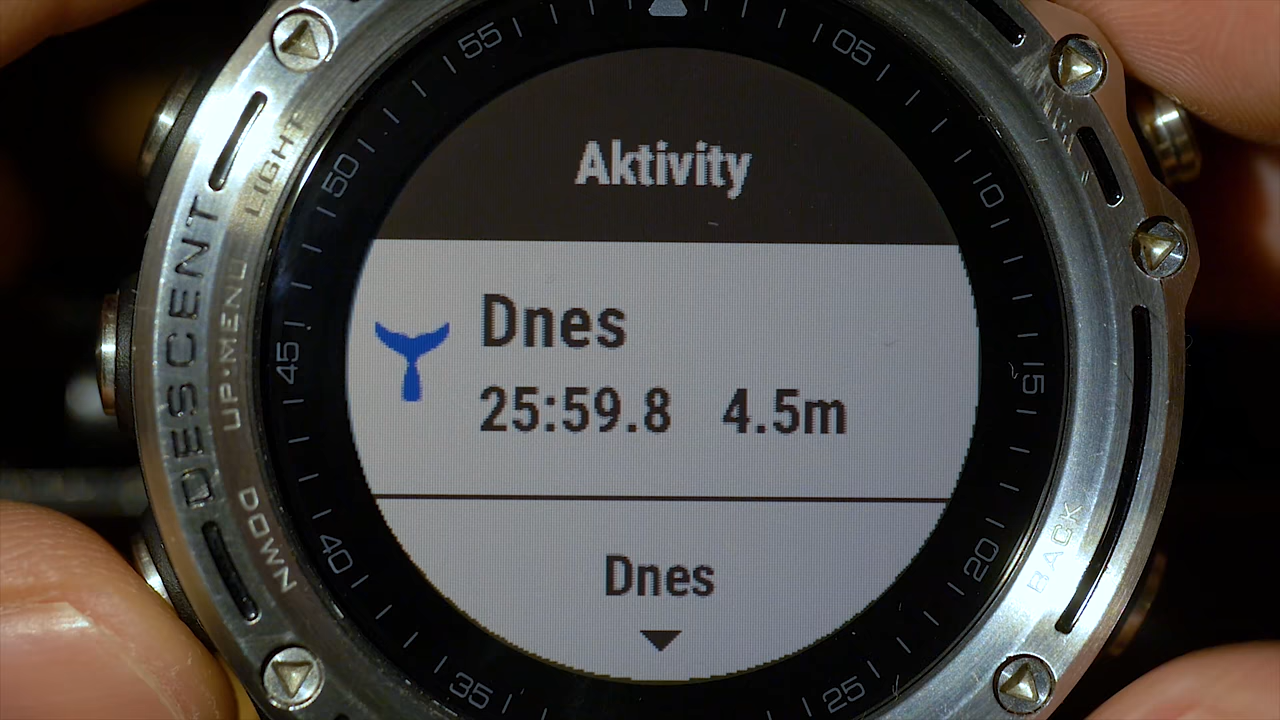 Aktivity
Dnes
25:59.8 4.5m
Dnes
DESCENT
LIGHT
UP·MENU
DOWN
BACK
05
10
15
20
25
35
40
45
50
55